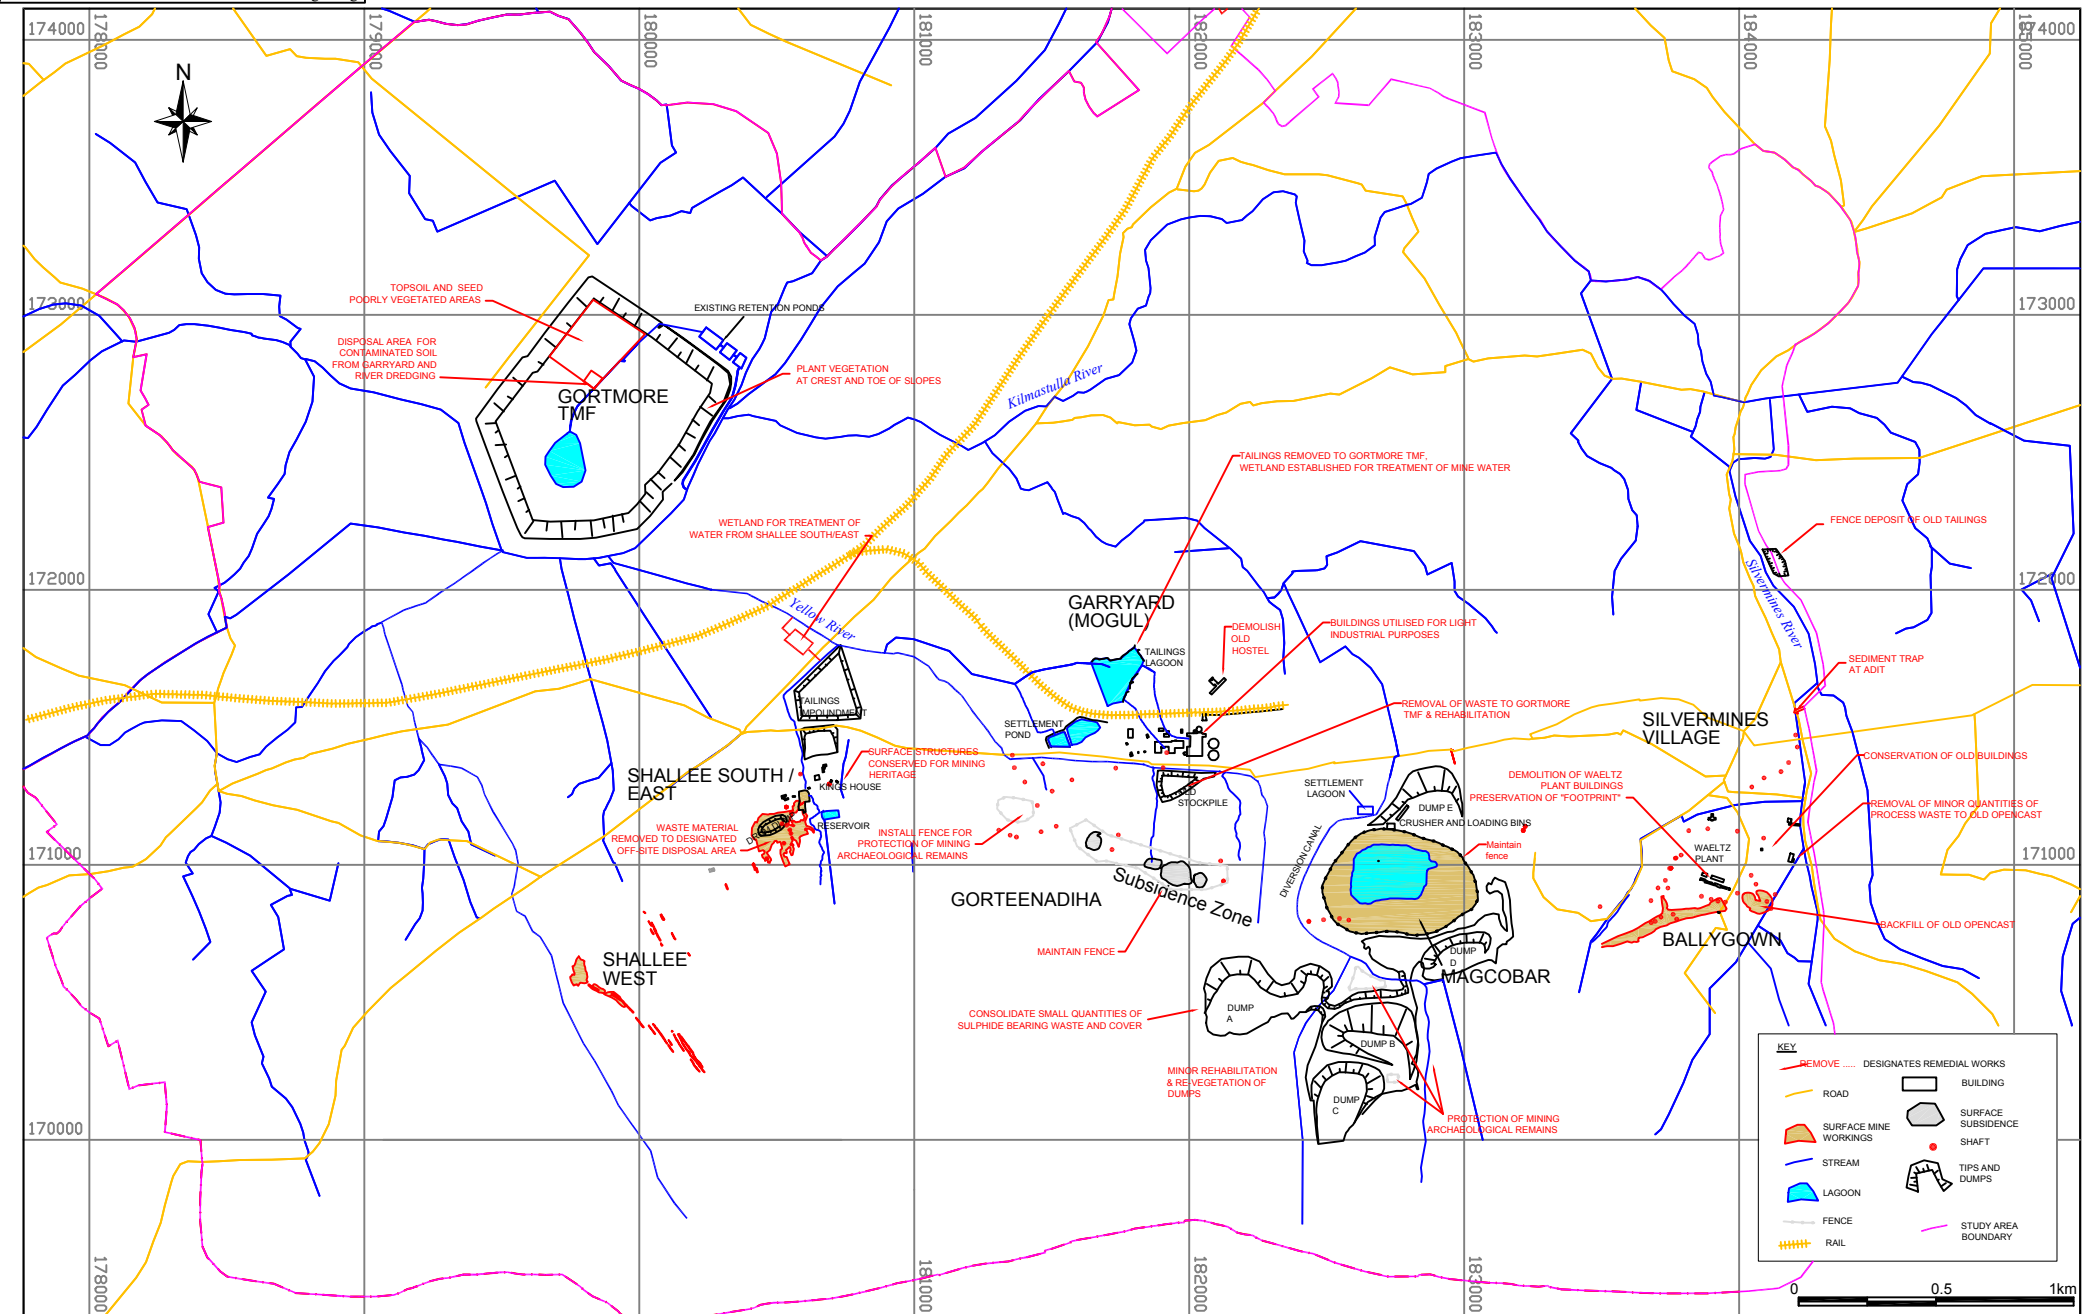 174000
178000
179000
180000
181000
182000
183000
184000
185000
174000
N
TOPSOIL AND SEED
POORLY VEGETATED AREAS
EXISTING RETENTION PONDS
173000
173000
DISPOSAL AREA FOR
CONTAMINATED SOIL
FROM GARRYARD AND
RIVER DREDGING
PLANT VEGETATION
AT CREST AND TOE OF SLOPES
GORTMORE
TMF
Kilmastulla River
TAILINGS REMOVED TO GORTMORE TMF,
WETLAND ESTABLISHED FOR TREATMENT OF MINE WATER
WETLAND FOR TREATMENT OF
WATER FROM SHALLEE SOUTH/EAST
FENCE DEPOSIT OF OLD TAILINGS
172000
172000
Silvermines River
Yellow River
GARRYARD
(MOGUL)
DEMOLISH
OLD
HOSTEL
BUILDINGS UTILISED FOR LIGHT
INDUSTRIAL PURPOSES
TAILINGS
LAGOON
SEDIMENT TRAP
AT ADIT
TAILINGS
IMPOUNDMENT
SETTLEMENT
POND
REMOVAL OF WASTE TO GORTMORE
TMF & REHABILITATION
SILVERMINES
VILLAGE
SURFACE STRUCTURES
CONSERVED FOR MINING
HERITAGE
CONSERVATION OF OLD BUILDINGS
SHALLEE SOUTH /
EAST
KINGS HOUSE
STOCKPILE
SETTLEMENT
LAGOON
DEMOLITION OF WAELTZ
PLANT BUILDINGS
PRESERVATION OF "FOOTPRINT"
DUMP E
CRUSHER AND LOADING BINS
REMOVAL OF MINOR QUANTITIES OF
PROCESS WASTE TO OLD OPENCAST
RESERVOIR
WASTE MATERIAL
REMOVED TO DESIGNATED
OFF-SITE DISPOSAL AREA
INSTALL FENCE FOR
PROTECTION OF MINING
ARCHAEOLOGICAL REMAINS
DIVERSION CANAL
Maintain
fence
WAELTZ
PLANT
171000
171000
Subsidence Zone
GORTEENADIHA
BACKFILL OF OLD OPENCAST
BALLYGOWN
MAINTAIN FENCE
DUMP
D
MAGCOBAR
SHALLEE
WEST
DUMP
A
CONSOLIDATE SMALL QUANTITIES OF
SULPHIDE BEARING WASTE AND COVER
DUMP B
MINOR REHABILITATION
& RE-VEGETATION OF
DUMPS
DUMP
C
PROTECTION OF MINING
ARCHAEOLOGICAL REMAINS
170000
KEY
REMOVE ..... DESIGNATES REMEDIAL WORKS
ROAD
BUILDING
SURFACE MINE
WORKINGS
SURFACE
SUBSIDENCE
SHAFT
STREAM
TIPS AND
DUMPS
LAGOON
FENCE
STUDY AREA
BOUNDARY
RAIL
178000
181000
182000
183000
0 0.5 1km